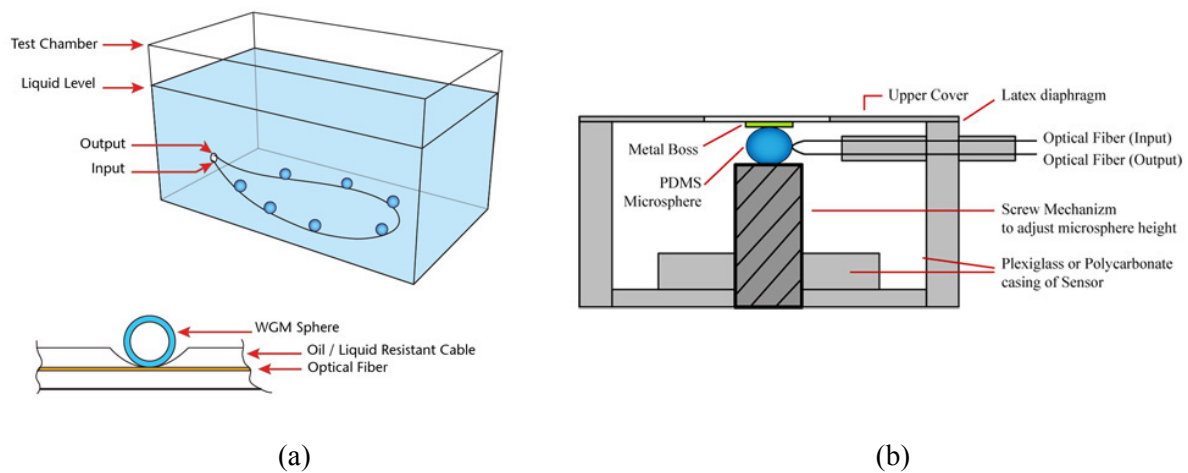 Test Chamber
Liquid Level
Output
Input
WGM Sphere
Oil / Liquid Resistant Cable
Optical Fiber
(a)
Upper Cover
Latex diaphragm
Metal Boss
Optical Fiber (Input)
Optical Fiber (Output)
PDMS
Microsphere
Screw Mechanizm
to adjust microsphere height
Plexiglass or Polycarbonate
casing of Sensor
(b)